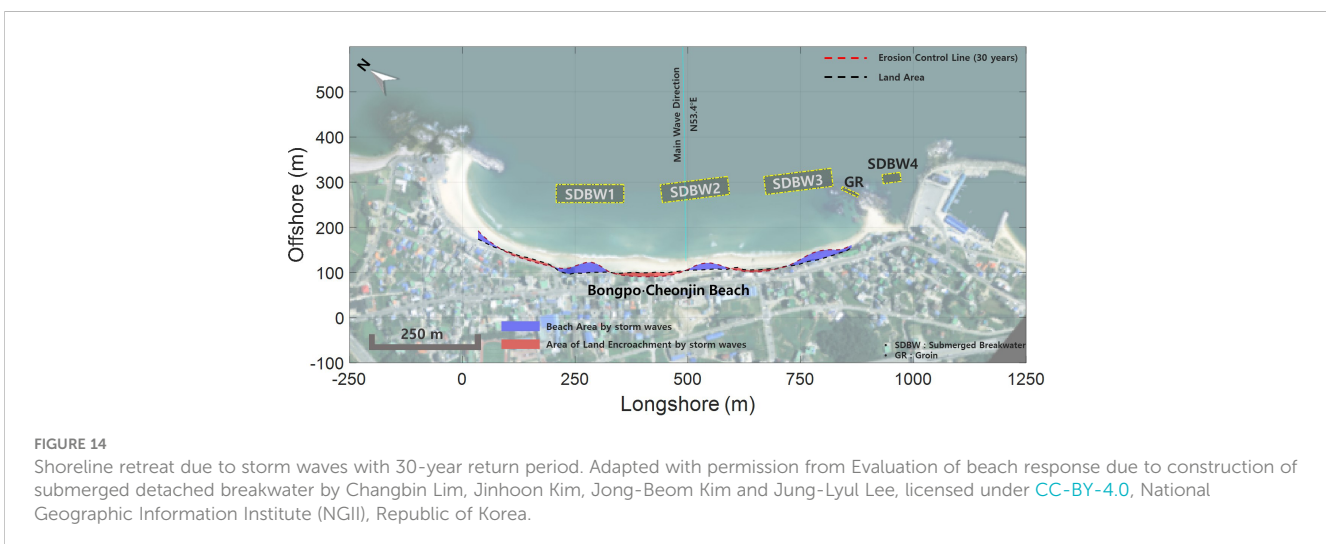 N
Erosion Control Line (30 years)
Land Area
Main Wave Direction
N53.4°E
500
400
300
200
100
0
-100
Offshore (m)
SDBW1
SDBW2
SDBW3
GR
SDBW4
Bongpo·Cheonjin Beach
Beach Area by storm waves
Area of Land Encroachment by storm waves
250 m
• SDBW : Submerged Breakwater
• GR : Groin
-250
0
250
500
750
1000
1250
Longshore (m)
FIGURE 14
Shoreline retreat due to storm waves with 30-year return period. Adapted with permission from Evaluation of beach response due to construction of
submerged detached breakwater by Changbin Lim, Jinhoon Kim, Jong-Beom Kim and Jung-Lyul Lee, licensed under CC-BY-4.0, National
Geographic Information Institute (NGII), Republic of Korea.